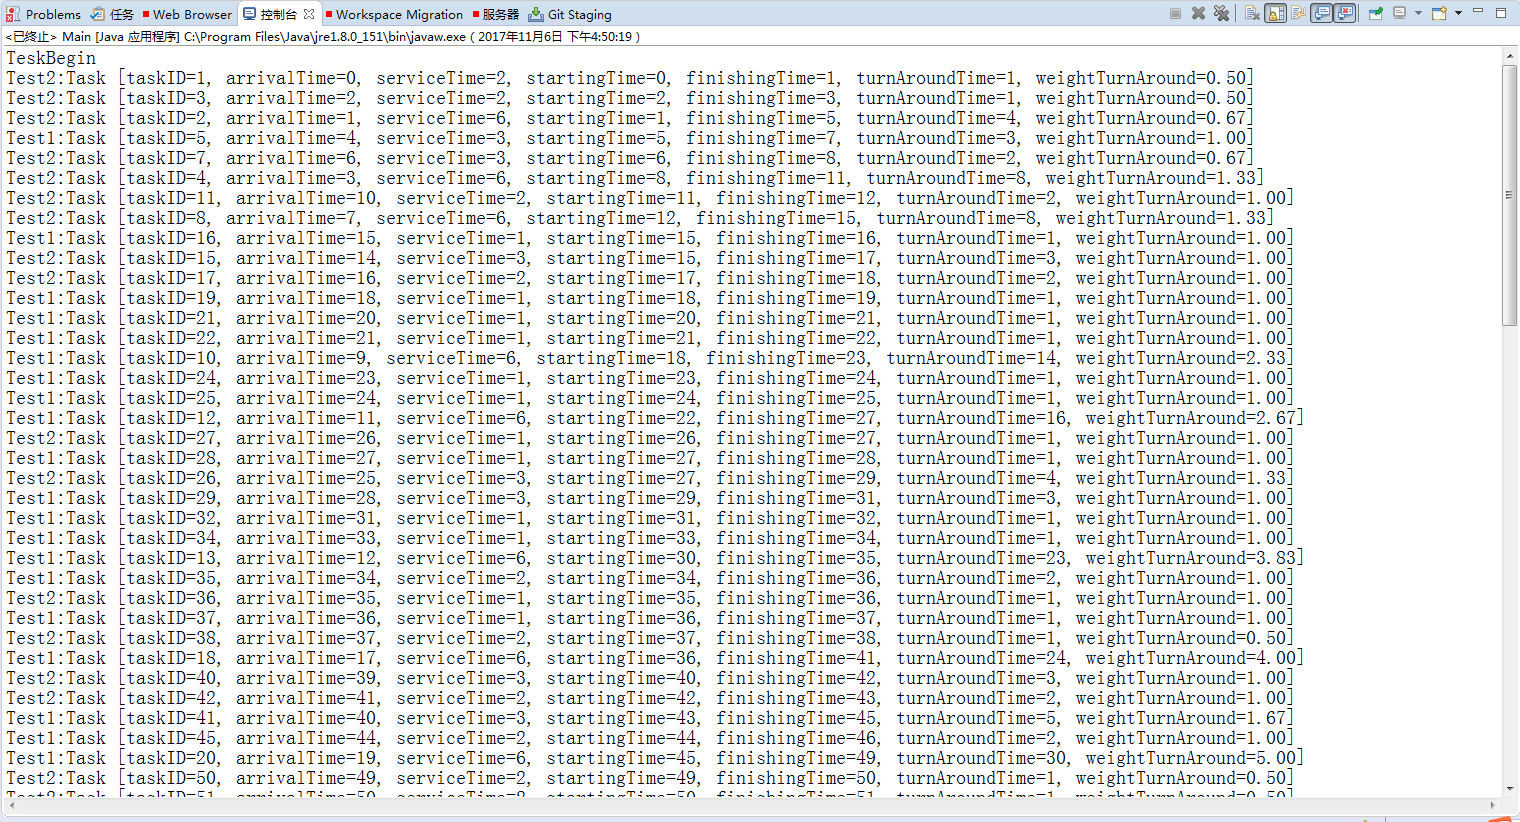 Problems 任务 Web Browser 控制台 Workspace Migration 服务器 Git Staging
<已终止> Main [Java 应用程序] C:\Program Files\Java\jre1.8.0_151\bin\javaw.exe ( 2017年11月6日 下午4:50:19 )
TeskBegin
Test2:Task [taskID=1, arrivalTime=0, serviceTime=2, startingTime=0, finishingTime=1, turnAroundTime=1, weightTurnAround=0.50]
Test2:Task [taskID=3, arrivalTime=2, serviceTime=2, startingTime=2, finishingTime=3, turnAroundTime=1, weightTurnAround=0.50]
Test2:Task [taskID=2, arrivalTime=1, serviceTime=6, startingTime=1, finishingTime=5, turnAroundTime=4, weightTurnAround=0.67]
Test1:Task [taskID=5, arrivalTime=4, serviceTime=3, startingTime=5, finishingTime=7, turnAroundTime=3, weightTurnAround=1.00]
Test2:Task [taskID=7, arrivalTime=6, serviceTime=3, startingTime=6, finishingTime=8, turnAroundTime=2, weightTurnAround=0.67]
Test2:Task [taskID=4, arrivalTime=3, serviceTime=6, startingTime=8, finishingTime=11, turnAroundTime=8, weightTurnAround=1.33]
Test2:Task [taskID=11, arrivalTime=10, serviceTime=2, startingTime=11, finishingTime=12, turnAroundTime=2, weightTurnAround=1.00]
Test2:Task [taskID=8, arrivalTime=7, serviceTime=6, startingTime=12, finishingTime=15, turnAroundTime=8, weightTurnAround=1.33]
Test1:Task [taskID=16, arrivalTime=15, serviceTime=1, startingTime=15, finishingTime=16, turnAroundTime=1, weightTurnAround=1.00]
Test2:Task [taskID=15, arrivalTime=14, serviceTime=3, startingTime=15, finishingTime=17, turnAroundTime=3, weightTurnAround=1.00]
Test2:Task [taskID=17, arrivalTime=16, serviceTime=2, startingTime=17, finishingTime=18, turnAroundTime=2, weightTurnAround=1.00]
Test1:Task [taskID=19, arrivalTime=18, serviceTime=1, startingTime=18, finishingTime=19, turnAroundTime=1, weightTurnAround=1.00]
Test1:Task [taskID=21, arrivalTime=20, serviceTime=1, startingTime=20, finishingTime=21, turnAroundTime=1, weightTurnAround=1.00]
Test1:Task [taskID=22, arrivalTime=21, serviceTime=1, startingTime=21, finishingTime=22, turnAroundTime=1, weightTurnAround=1.00]
Test1:Task [taskID=10, arrivalTime=9, serviceTime=6, startingTime=18, finishingTime=23, turnAroundTime=14, weightTurnAround=2.33]
Test1:Task [taskID=24, arrivalTime=23, serviceTime=1, startingTime=23, finishingTime=24, turnAroundTime=1, weightTurnAround=1.00]
Test1:Task [taskID=25, arrivalTime=24, serviceTime=1, startingTime=24, finishingTime=25, turnAroundTime=1, weightTurnAround=1.00]
Test1:Task [taskID=12, arrivalTime=11, serviceTime=6, startingTime=22, finishingTime=27, turnAroundTime=16, weightTurnAround=2.67]
Test2:Task [taskID=27, arrivalTime=26, serviceTime=1, startingTime=26, finishingTime=27, turnAroundTime=1, weightTurnAround=1.00]
Test1:Task [taskID=28, arrivalTime=27, serviceTime=1, startingTime=27, finishingTime=28, turnAroundTime=1, weightTurnAround=1.00]
Test2:Task [taskID=26, arrivalTime=25, serviceTime=3, startingTime=27, finishingTime=29, turnAroundTime=4, weightTurnAround=1.33]
Test1:Task [taskID=29, arrivalTime=28, serviceTime=3, startingTime=29, finishingTime=31, turnAroundTime=3, weightTurnAround=1.00]
Test1:Task [taskID=32, arrivalTime=31, serviceTime=1, startingTime=31, finishingTime=32, turnAroundTime=1, weightTurnAround=1.00]
Test1:Task [taskID=34, arrivalTime=33, serviceTime=1, startingTime=33, finishingTime=34, turnAroundTime=1, weightTurnAround=1.00]
Test1:Task [taskID=13, arrivalTime=12, serviceTime=6, startingTime=30, finishingTime=35, turnAroundTime=23, weightTurnAround=3.83]
Test1:Task [taskID=35, arrivalTime=34, serviceTime=2, startingTime=34, finishingTime=36, turnAroundTime=2, weightTurnAround=1.00]
Test2:Task [taskID=36, arrivalTime=35, serviceTime=1, startingTime=35, finishingTime=36, turnAroundTime=1, weightTurnAround=1.00]
Test1:Task [taskID=37, arrivalTime=36, serviceTime=1, startingTime=36, finishingTime=37, turnAroundTime=1, weightTurnAround=1.00]
Test2:Task [taskID=38, arrivalTime=37, serviceTime=2, startingTime=37, finishingTime=38, turnAroundTime=1, weightTurnAround=0.50]
Test1:Task [taskID=18, arrivalTime=17, serviceTime=6, startingTime=36, finishingTime=41, turnAroundTime=24, weightTurnAround=4.00]
Test2:Task [taskID=40, arrivalTime=39, serviceTime=3, startingTime=40, finishingTime=42, turnAroundTime=3, weightTurnAround=1.00]
Test2:Task [taskID=42, arrivalTime=41, serviceTime=2, startingTime=42, finishingTime=43, turnAroundTime=2, weightTurnAround=1.00]
Test1:Task [taskID=41, arrivalTime=40, serviceTime=3, startingTime=43, finishingTime=45, turnAroundTime=5, weightTurnAround=1.67]
Test1:Task [taskID=45, arrivalTime=44, serviceTime=2, startingTime=44, finishingTime=46, turnAroundTime=2, weightTurnAround=1.00]
Test1:Task [taskID=20, arrivalTime=19, serviceTime=6, startingTime=45, finishingTime=49, turnAroundTime=30, weightTurnAround=5.00]
Test2:Task [taskID=50, arrivalTime=49, serviceTime=2, startingTime=49, finishingTime=50, turnAroundTime=1, weightTurnAround=0.50]
Test2:Task [taskID=51, arrivalTime=50, serviceTime=2, startingTime=50, finishingTime=51, turnAroundTime=1, weightTurnAround=0.50]